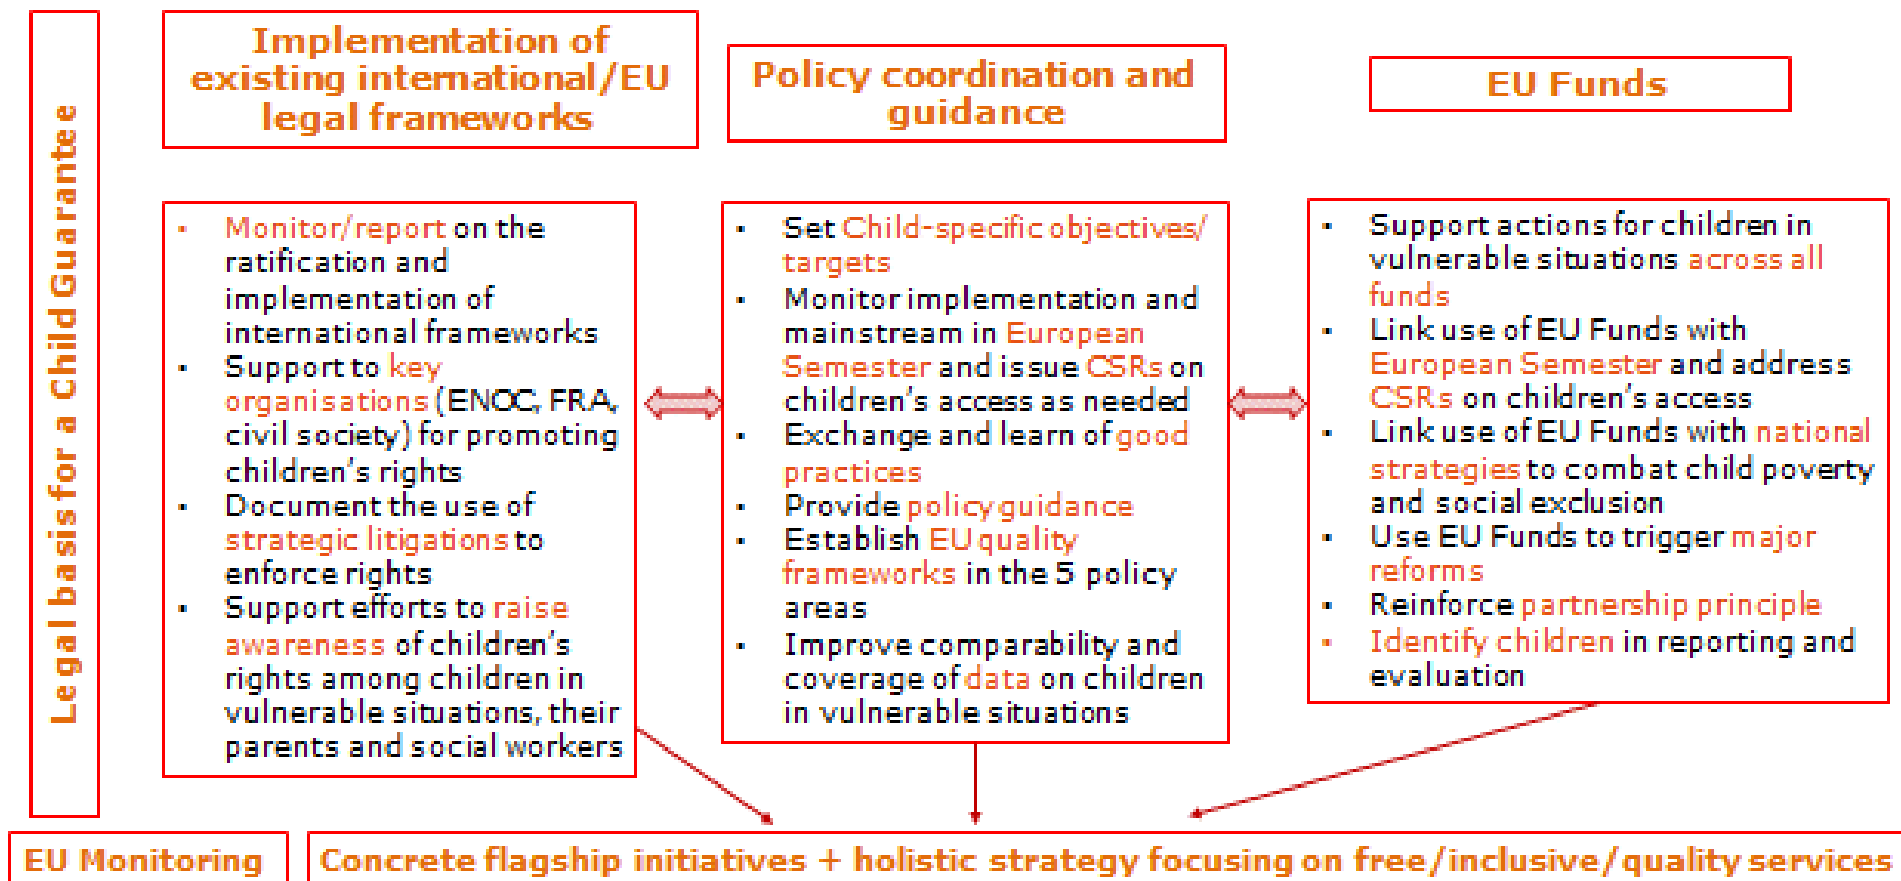 Legal basis for a Child Guarantee
Implementation of
existing international/EU
legal frameworks
Policy coordination and
guidance
EU Funds
▪ Monitor/report on the
ratification and
implementation of
international frameworks
▪ Support to key
organisations (ENOC, FRA,
civil society) for promoting
children's rights
▪ Document the use of
strategic litigations to
enforce rights
▪ Support efforts to raise
awareness of children's
rights among children in
vulnerable situations, their
parents and social workers
▪ Set Child-specific objectives/
targets
▪ Monitor implementation and
mainstream in European
Semester and issue CSRs on
children's access as needed
▪ Exchange and learn of good
practices
▪ Provide policy guidance
▪ Establish EU quality
frameworks in the 5 policy
areas
▪ Improve comparability and
coverage of data on children
in vulnerable situations
▪ Support actions for children in
vulnerable situations across all
funds
▪ Link use of EU Funds with
European Semester and address
CSRs on children's access
▪ Link use of EU Funds with national
strategies to combat child poverty
and social exclusion
▪ Use EU Funds to trigger major
reforms
▪ Reinforce partnership principle
▪ Identify children in reporting and
evaluation
EU Monitoring
Concrete flagship initiatives + holistic strategy focusing on free/inclusive/quality services